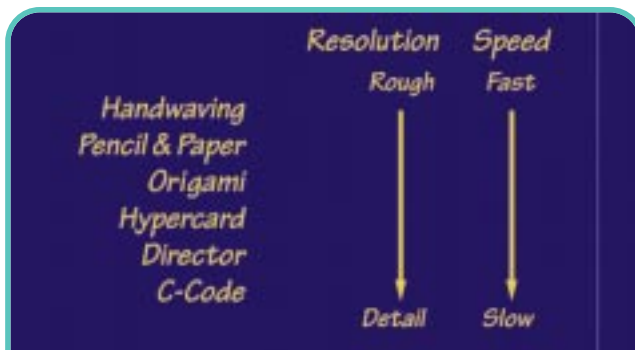 Resolution Speed
Rough Fast
Handwaving
Pencil & Paper
Origami
Hypercard
Director
C-Code
Detail Slow